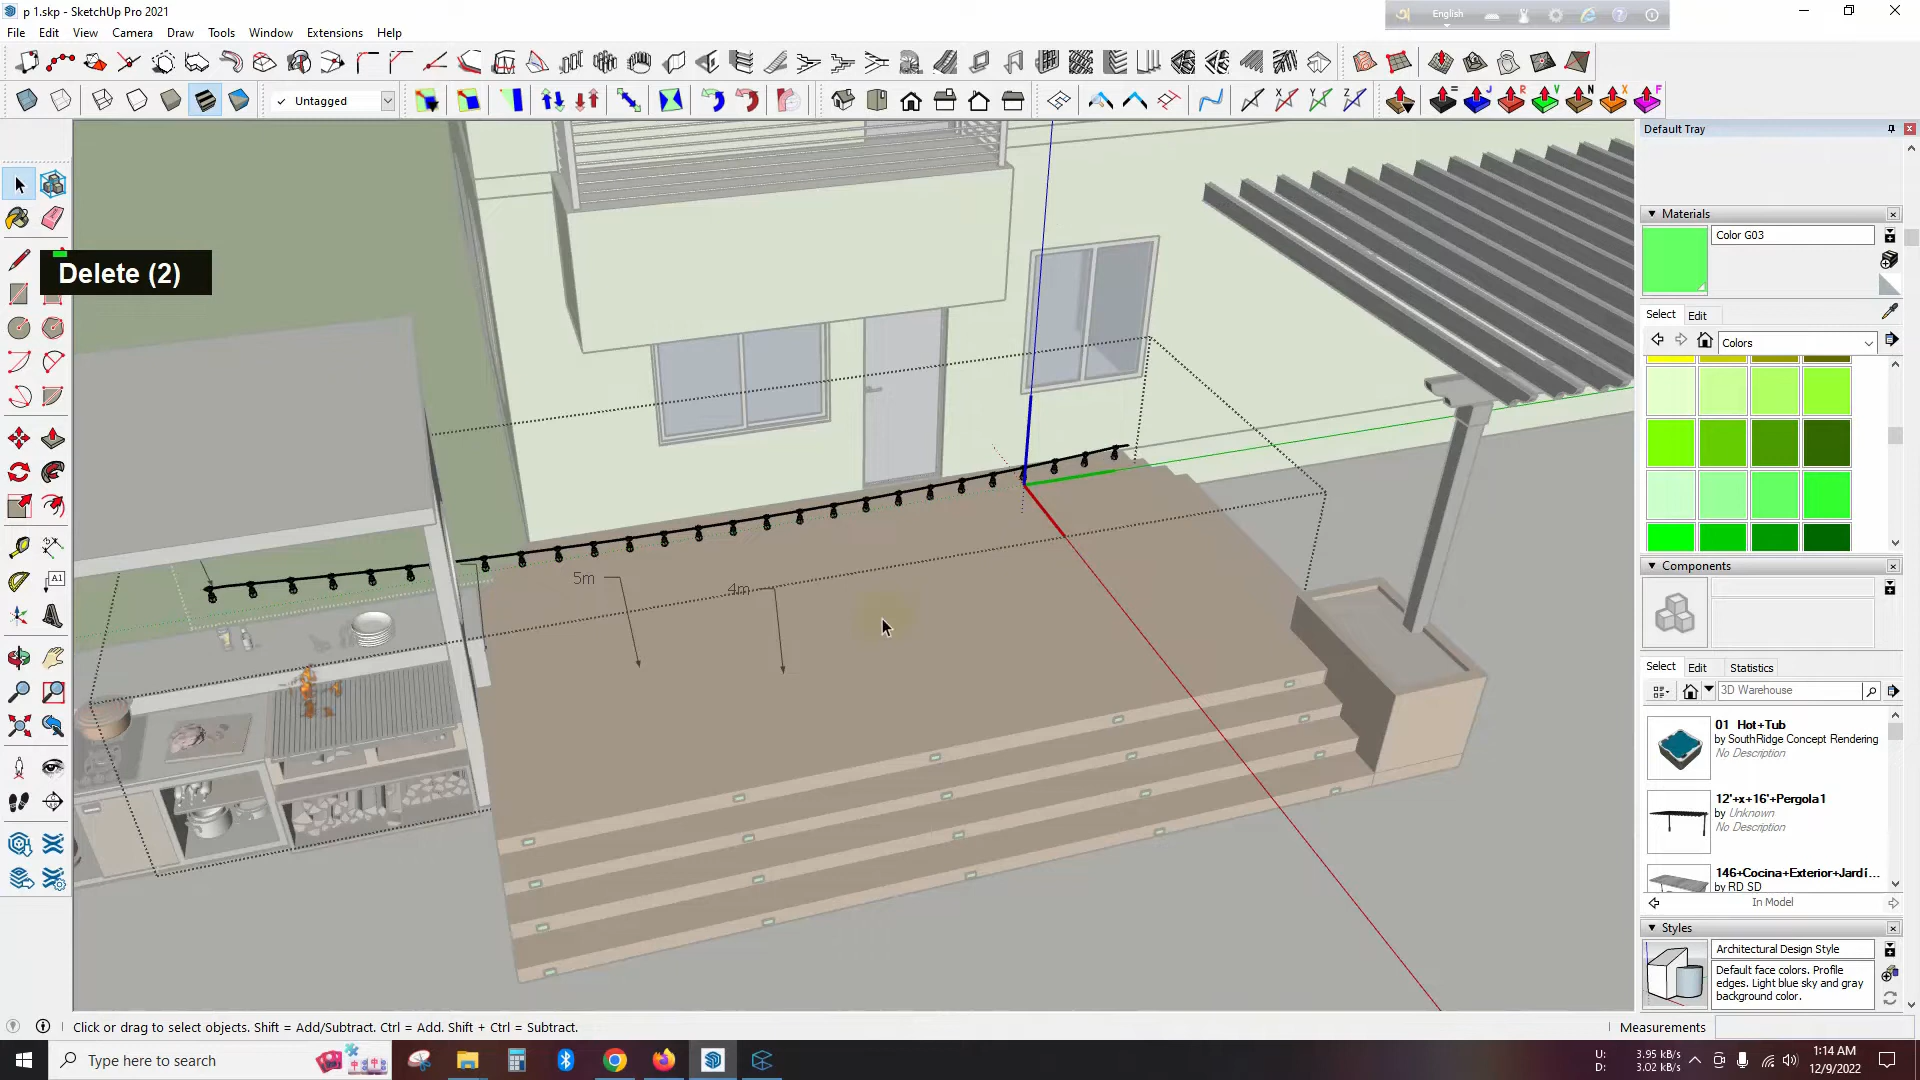 p 1.skp - SketchUp Pro 2021
English
File Edit View Camera Draw Tools Window Extensions Help
Untagged
Default Tray
Materials
Color G03
Delete (2)
Select Edit
Colors
A1
5m
4m
Components
Select Edit Statistics
3D Warehouse
01 Hot+Tub
by SouthRidge Concept Rendering
No Description
12'+x+16'+Pergola1
by Unknown
No Description
146+Cocina+Exterior+Jardi...
by RD SD
In Model
Styles
Architectural Design Style
Default face colors. Profile
edges. Light blue sky and gray
background color.
Click or drag to select objects. Shift = Add/Subtract. Ctrl = Add. Shift + Ctrl = Subtract.
Measurements
Type here to search
U: 3.95 kB/s
D: 3.02 kB/s
1:14 AM
12/9/2022